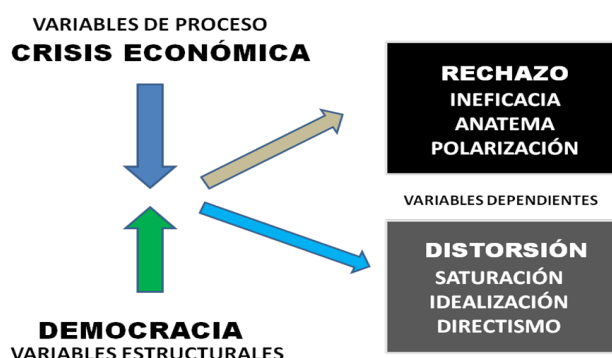 VARIABLES DE PROCESO
CRISIS ECONÓMICA
RECHAZO
INEFICACIA
ANATEMA
POLARIZACIÓN
VARIABLES DEPENDIENTES
DISTORSIÓN
SATURACIÓN
IDEALIZACIÓN
DIRECTISMO
DEMOCRACIA
VARIABLES ESTRUCTURALES